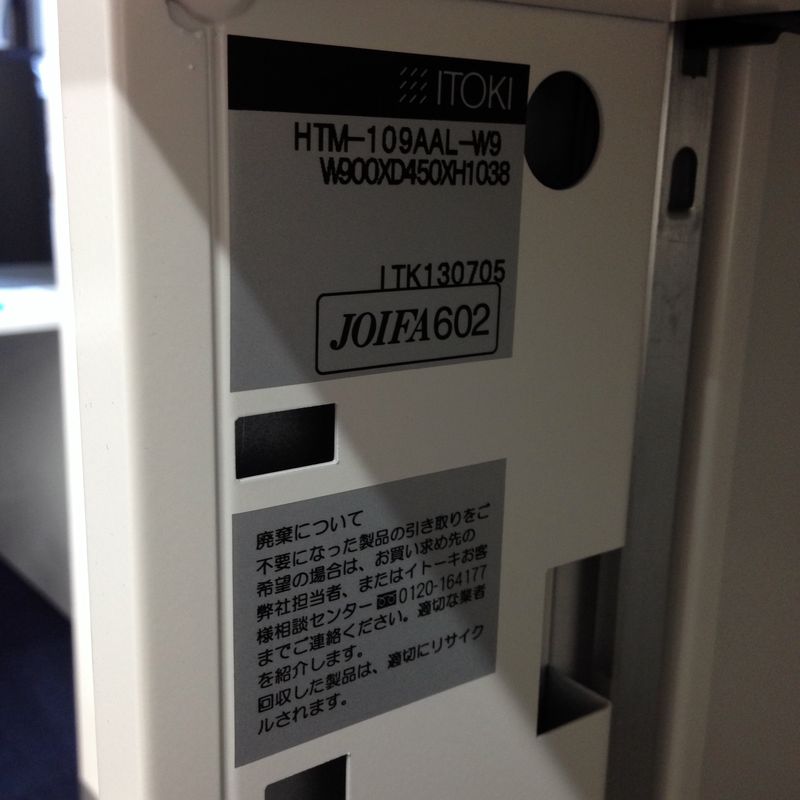 ITOKI
HTM-109AAL-W9
W900XD450XH1038
ITK130705
JOIFA602
廃棄について
不要になった製品の引き取りをご
希望の場合は、お買い求め先の
弊社担当者、またはイトーキお客
様相談センター 0120-164177
までご連絡ください。適切な業者
を紹介します。
回収した製品は、適切にリサイク
ルされます。